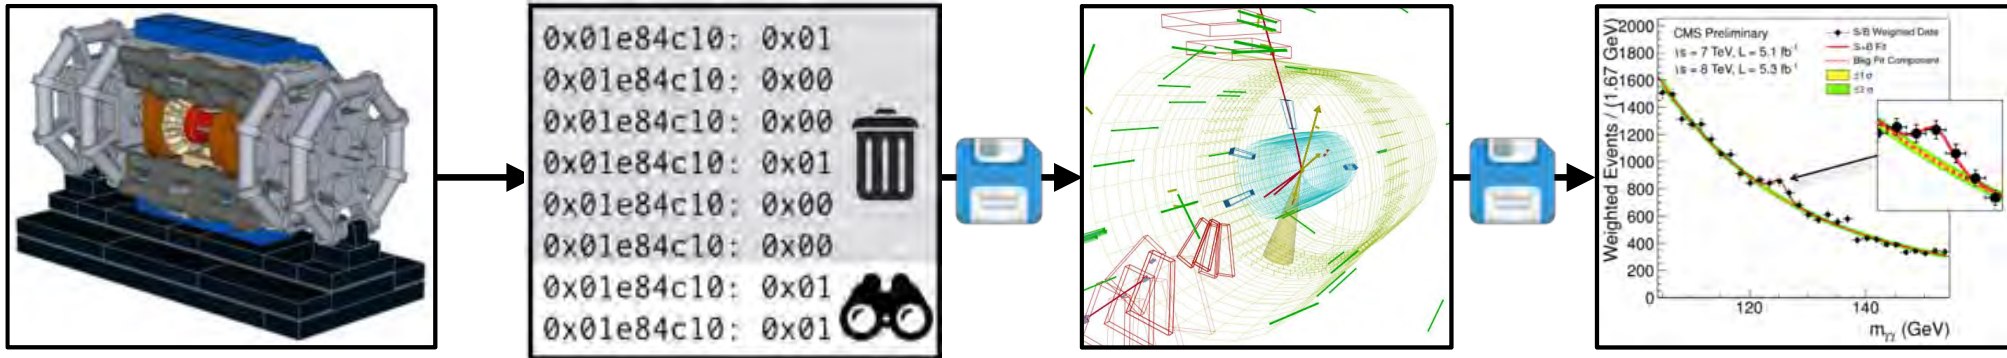 0x01e84c10: 0x01
0x01e84c10: 0x00
0x01e84c10: 0x00
0x01e84c10: 0x01
0x01e84c10: 0x00
0x01e84c10: 0x00
0x01e84c10: 0x01
0x01e84c10: 0x01
CMS Preliminary
√s = 7 TeV, L = 5.1 fb⁻¹
√s = 8 TeV, L = 5.3 fb⁻¹
S/B Weighted Data
S+B Fit
Bkg Fit Component
±1 σ
±2 σ
Weighted Events / (1.67 GeV)
2000
1800
1600
1400
1200
1000
800
600
400
200
0
120
140
m_γγ (GeV)